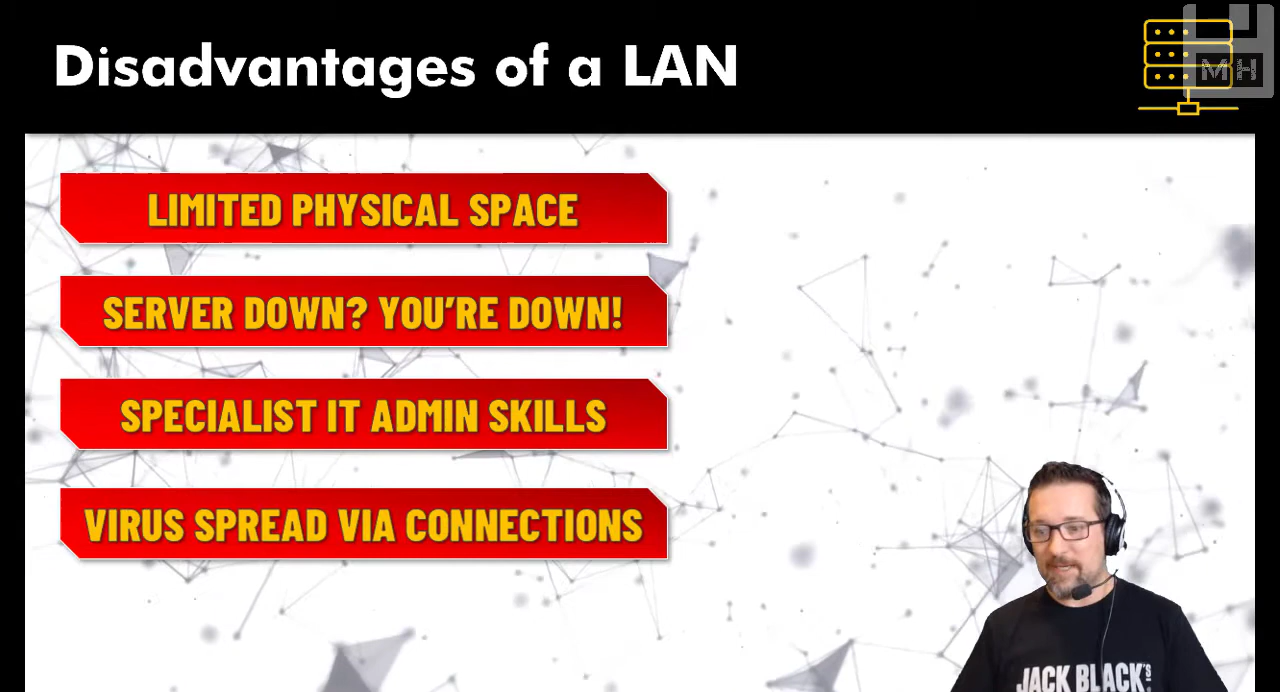 Disadvantages of a LAN
MH
LIMITED PHYSICAL SPACE
SERVER DOWN? YOU’RE DOWN!
SPECIALIST IT ADMIN SKILLS
VIRUS SPREAD VIA CONNECTIONS
JACK BLACK's